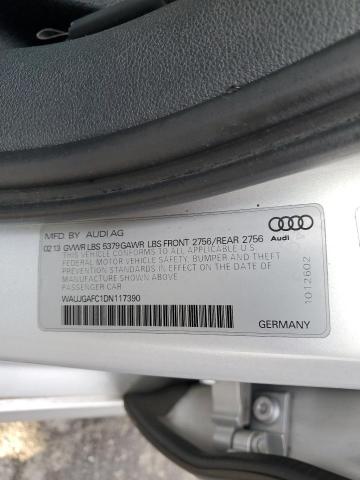 MFD. BY AUDI AG
02 13 GVWR LBS 5379 GAWR LBS FRONT 2756/REAR 2756
THIS VEHICLE CONFORMS TO ALL APPLICABLE U.S.
FEDERAL MOTOR VEHICLE SAFETY, BUMPER AND THEFT
PREVENTION STANDARDS IN EFFECT ON THE DATE OF
MANUFACTURE SHOWN ABOVE.
PASSENGER CAR
WAUJGAFC1DN117390
Audi
1012602
GERMANY